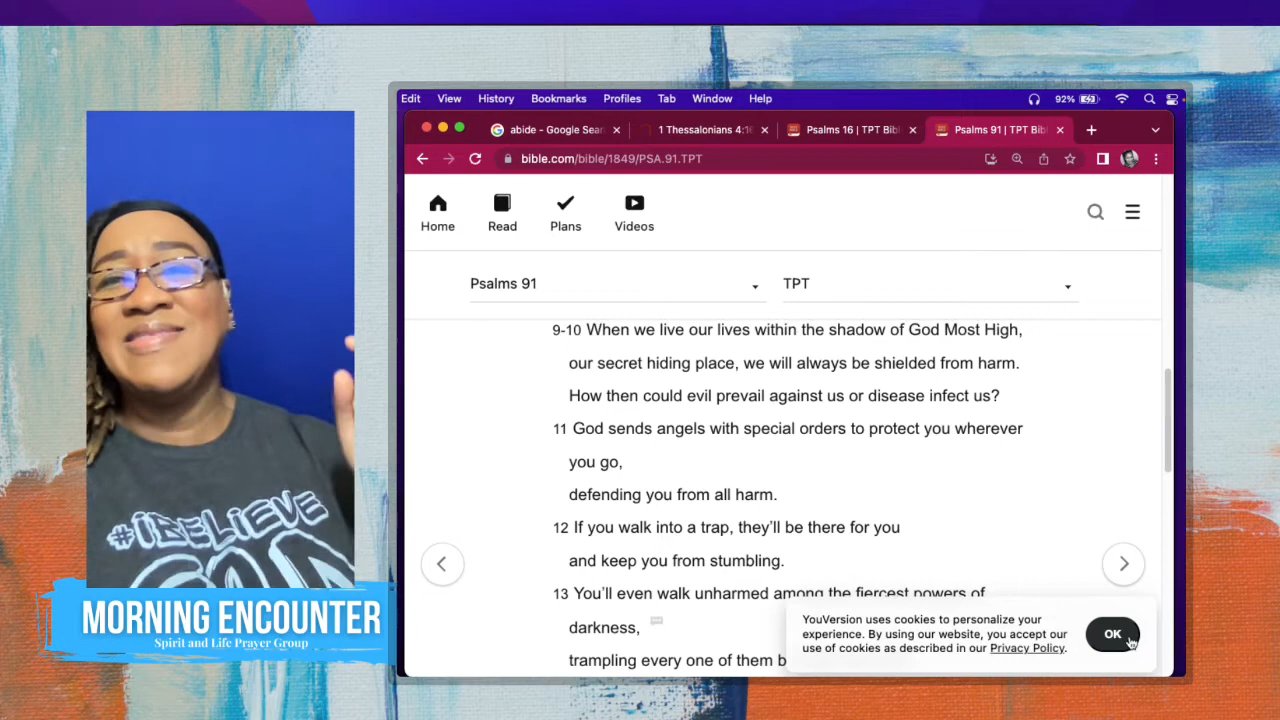 Edit View History Bookmarks Profiles Tab Window Help 92%
abide - Google Sear
1 Thessalonians 4:1
Psalms 16 | TPT Bib
Psalms 91 | TPT Bibl
bible.com/bible/1849/PSA.91.TPT
Home Read Plans Videos
Psalms 91 TPT
9-10 When we live our lives within the shadow of God Most High,
our secret hiding place, we will always be shielded from harm.
How then could evil prevail against us or disease infect us?
11 God sends angels with special orders to protect you wherever
you go,
defending you from all harm.
12 If you walk into a trap, they’ll be there for you
and keep you from stumbling.
13 You’ll even walk unharmed among the fiercest powers of
darkness,
trampling every one of them b
YouVersion uses cookies to personalize your
experience. By using our website, you accept our
use of cookies as described in our Privacy Policy.
OK
#IBELIEVE
MORNING ENCOUNTER
Spirit and Life Prayer Group